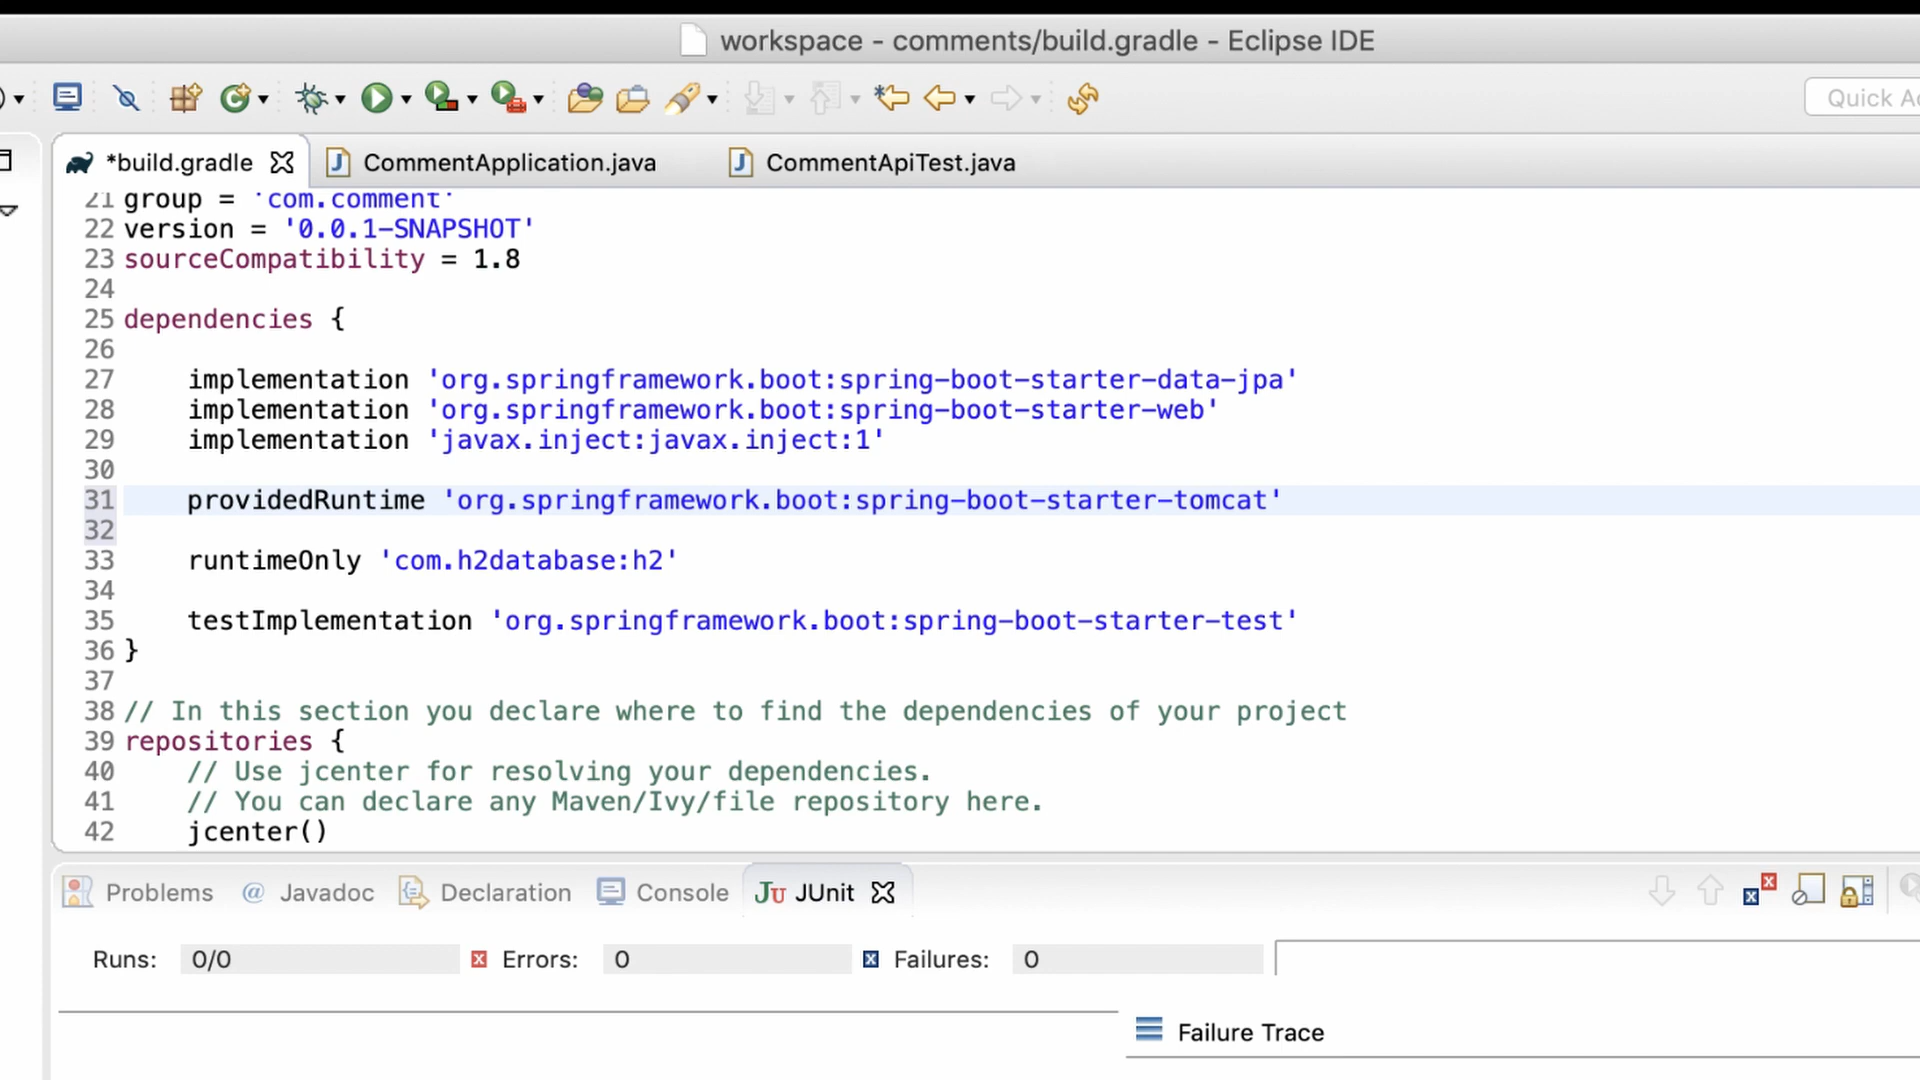 workspace - comments/build.gradle - Eclipse IDE
Quick
*build.gradle
CommentApplication.java
CommentApiTest.java
21 group = 'com.comment'
22 version = '0.0.1-SNAPSHOT'
23 sourceCompatibility = 1.8
24
25 dependencies {
26
27 implementation 'org.springframework.boot:spring-boot-starter-data-jpa'
28 implementation 'org.springframework.boot:spring-boot-starter-web'
29 implementation 'javax.inject:javax.inject:1'
30
31 providedRuntime 'org.springframework.boot:spring-boot-starter-tomcat'
32
33 runtimeOnly 'com.h2database:h2'
34
35 testImplementation 'org.springframework.boot:spring-boot-starter-test'
36 }
37
38 // In this section you declare where to find the dependencies of your project
39 repositories {
40 // Use jcenter for resolving your dependencies.
41 // You can declare any Maven/Ivy/file repository here.
42 jcenter()
Problems @ Javadoc Declaration Console JU JUnit
Runs: 0/0 Errors: 0 Failures: 0
Failure Trace